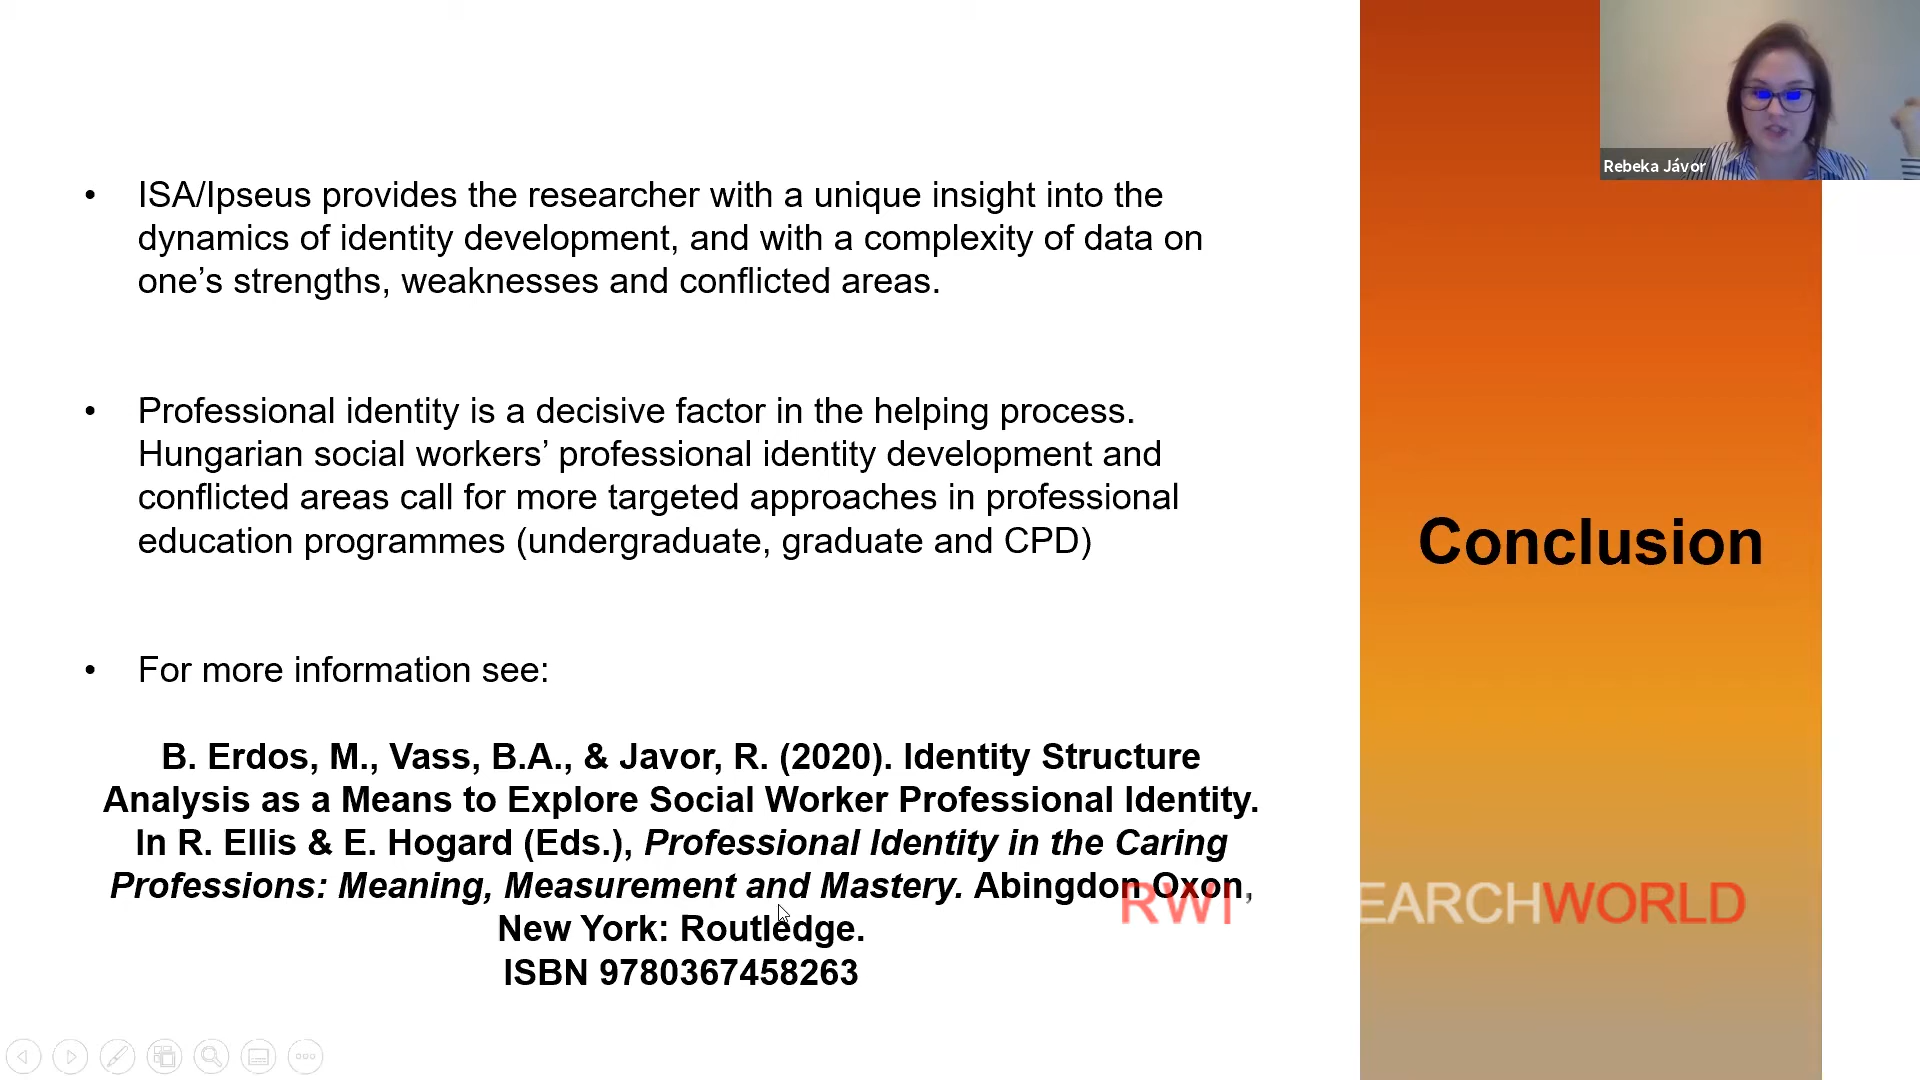 Rebeka Jávor
• ISA/Ipseus provides the researcher with a unique insight into the
dynamics of identity development, and with a complexity of data on
one’s strengths, weaknesses and conflicted areas.
• Professional identity is a decisive factor in the helping process.
Hungarian social workers’ professional identity development and
conflicted areas call for more targeted approaches in professional
education programmes (undergraduate, graduate and CPD)
• For more information see:
B. Erdos, M., Vass, B.A., & Javor, R. (2020). Identity Structure
Analysis as a Means to Explore Social Worker Professional Identity.
In R. Ellis & E. Hogard (Eds.), Professional Identity in the Caring
Professions: Meaning, Measurement and Mastery. Abingdon Oxon,
New York: Routledge.
ISBN 9780367458263
Conclusion
RWI
EARCHWORLD